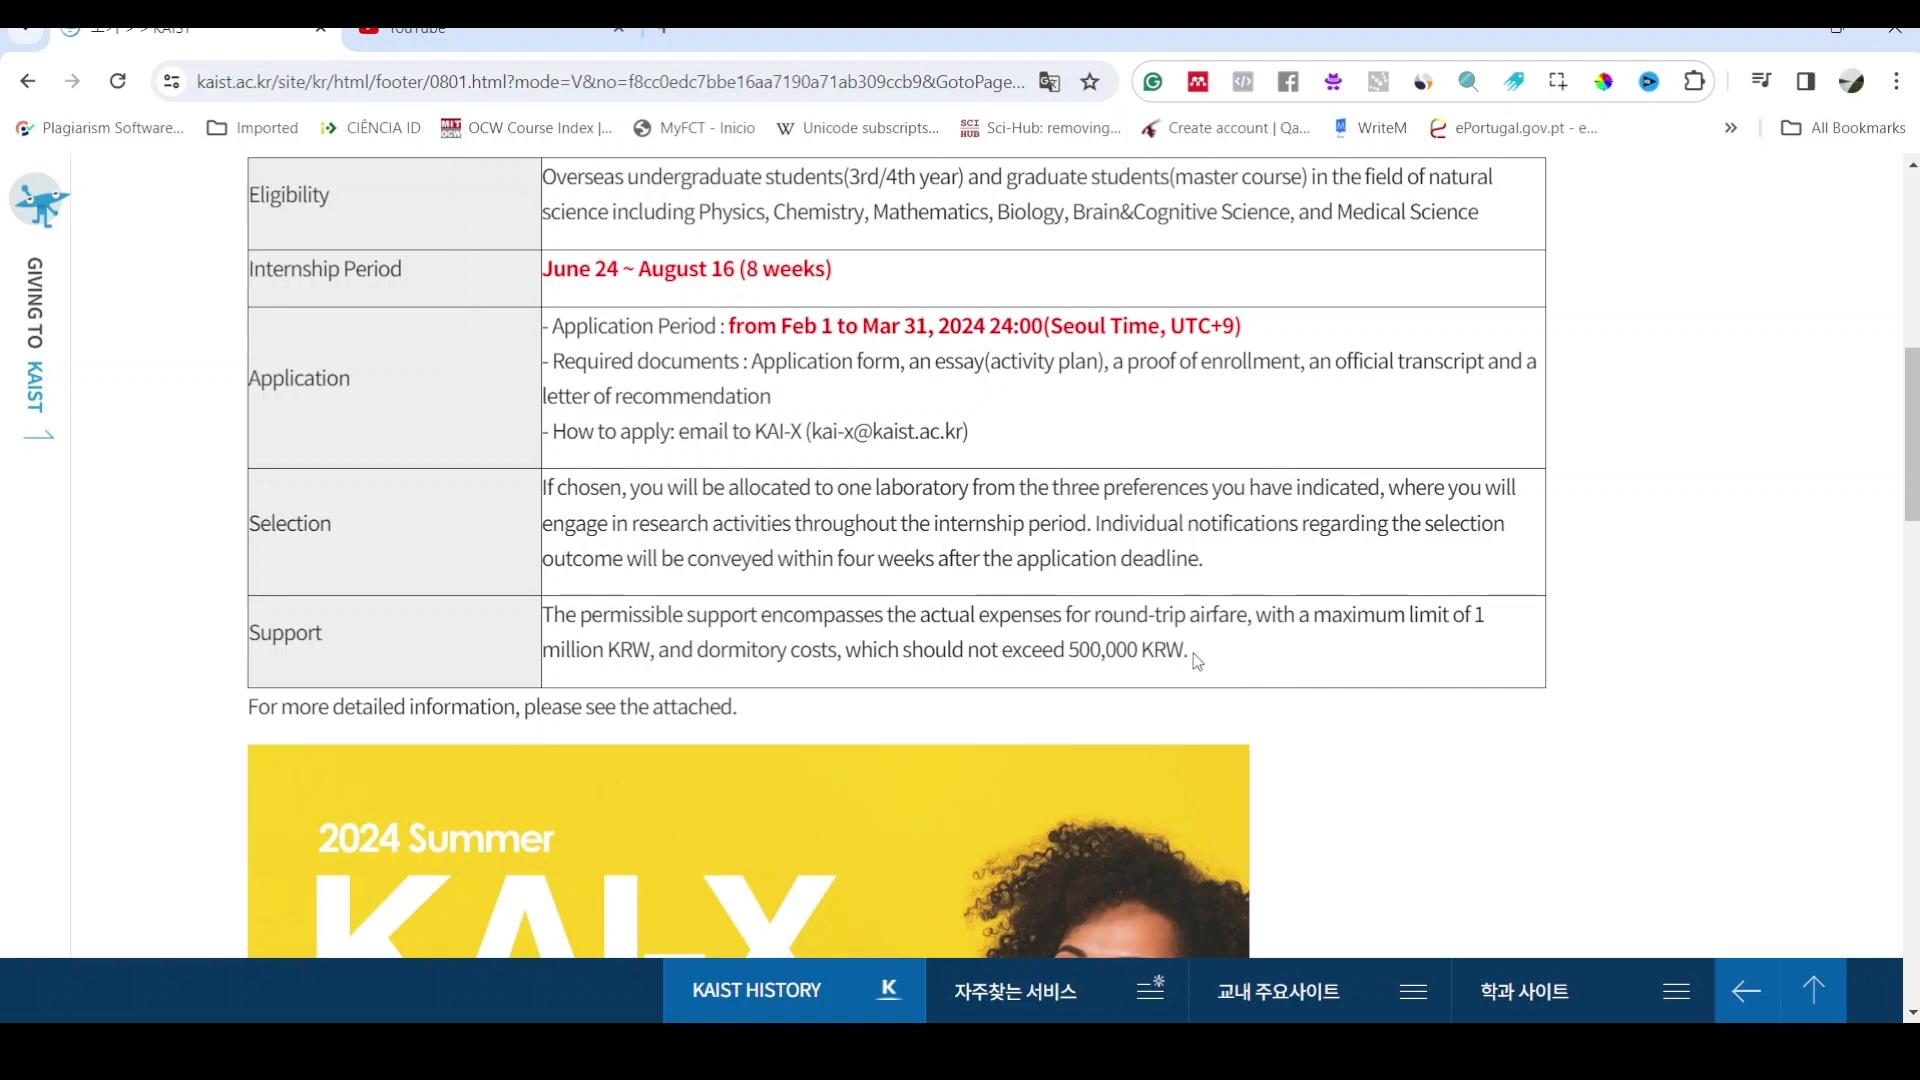 YouTube
kaist.ac.kr/site/kr/html/footer/0801.html?mode=V&no=f8cc0edc7bbe16aa7190a71ab309ccb9&GotoPage...
Plagiarism Software...
Imported
CIÊNCIA ID
MIT
OCW
OCW Course Index |...
MyFCT - Inicio
W
Unicode subscripts...
SCI
HUB
Sci-Hub: removing...
Create account | Qa...
WriteM
ePortugal.gov.pt - e...
All Bookmarks
GIVING TO KAIST
Eligibility
Overseas undergraduate students(3rd/4th year) and graduate students(master course) in the field of natural
science including Physics, Chemistry, Mathematics, Biology, Brain&Cognitive Science, and Medical Science
Internship Period
June 24 ~ August 16 (8 weeks)
Application
- Application Period : from Feb 1 to Mar 31, 2024 24:00(Seoul Time, UTC+9)
- Required documents : Application form, an essay(activity plan), a proof of enrollment, an official transcript and a
letter of recommendation
- How to apply: email to KAI-X (kai-x@kaist.ac.kr)
Selection
If chosen, you will be allocated to one laboratory from the three preferences you have indicated, where you will
engage in research activities throughout the internship period. Individual notifications regarding the selection
outcome will be conveyed within four weeks after the application deadline.
Support
The permissible support encompasses the actual expenses for round-trip airfare, with a maximum limit of 1
million KRW, and dormitory costs, which should not exceed 500,000 KRW.
For more detailed information, please see the attached.
2024 Summer
KAI-X
KAIST HISTORY
K
자주찾는 서비스
교내 주요사이트
학과 사이트